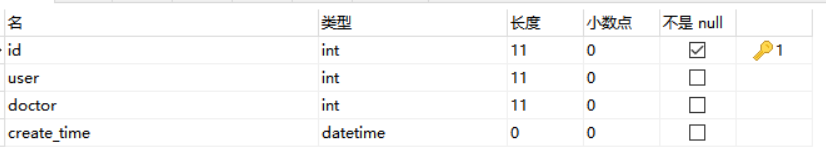 名 类型 长度 小数点 不是 null
id int 11 0 1
user int 11 0
doctor int 11 0
create_time datetime 0 0